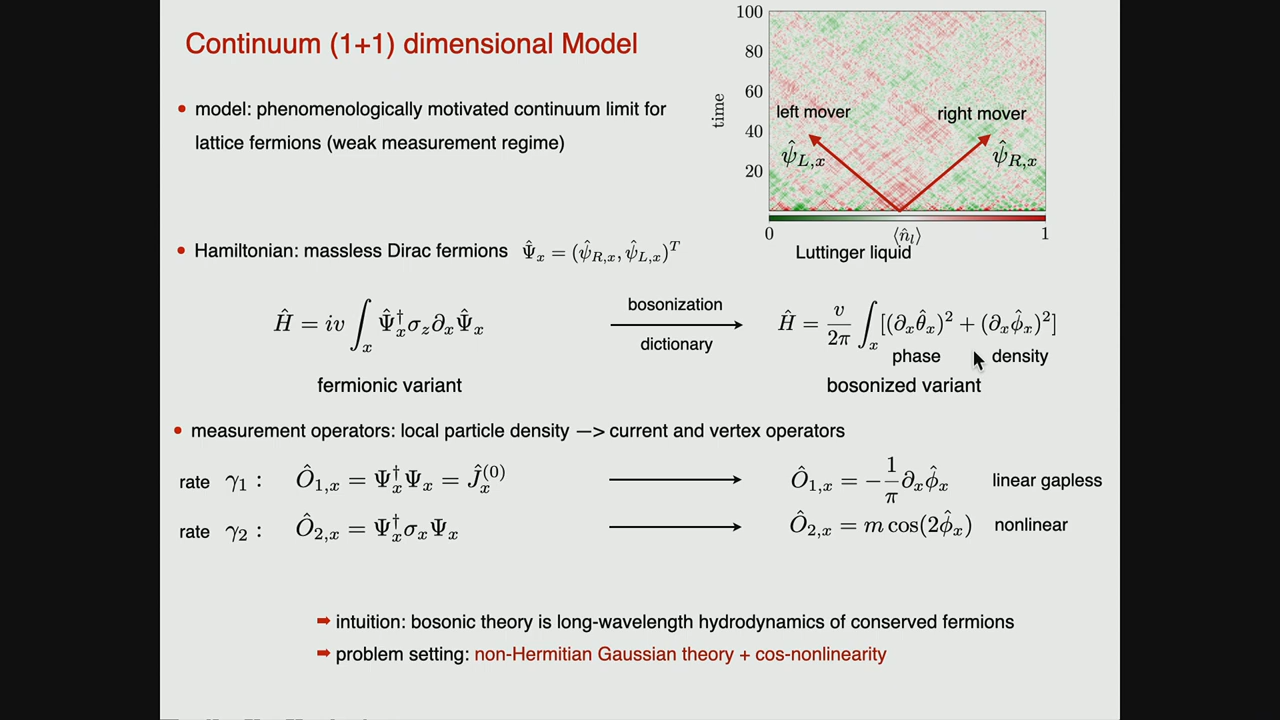 Continuum (1+1) dimensional Model
• model: phenomenologically motivated continuum limit for
lattice fermions (weak measurement regime)
100
80
60
40
20
time
left mover
right mover
ψ̂_{L,x}
ψ̂_{R,x}
0
⟨n̂_l⟩
1
Luttinger liquid
• Hamiltonian: massless Dirac fermions Ψ̂_x = (ψ̂_{R,x}, ψ̂_{L,x})^T
Ĥ = iv ∫_x Ψ̂_x^† σ_z ∂_x Ψ̂_x
bosonization
dictionary
Ĥ = v/2π ∫_x [(∂_x θ̂_x)² + (∂_x ϕ̂_x)²]
phase
density
fermionic variant
bosonized variant
• measurement operators: local particle density —> current and vertex operators
rate γ₁ : Ô_{1,x} = Ψ_x^† Ψ_x = Ĵ_x^{(0)} Ô_{1,x} = −1/π ∂_x ϕ̂_x linear gapless
rate γ₂ : Ô_{2,x} = Ψ_x^† σ_x Ψ_x Ô_{2,x} = m cos(2ϕ̂_x) nonlinear
➡ intuition: bosonic theory is long-wavelength hydrodynamics of conserved fermions
➡ problem setting: non-Hermitian Gaussian theory + cos-nonlinearity